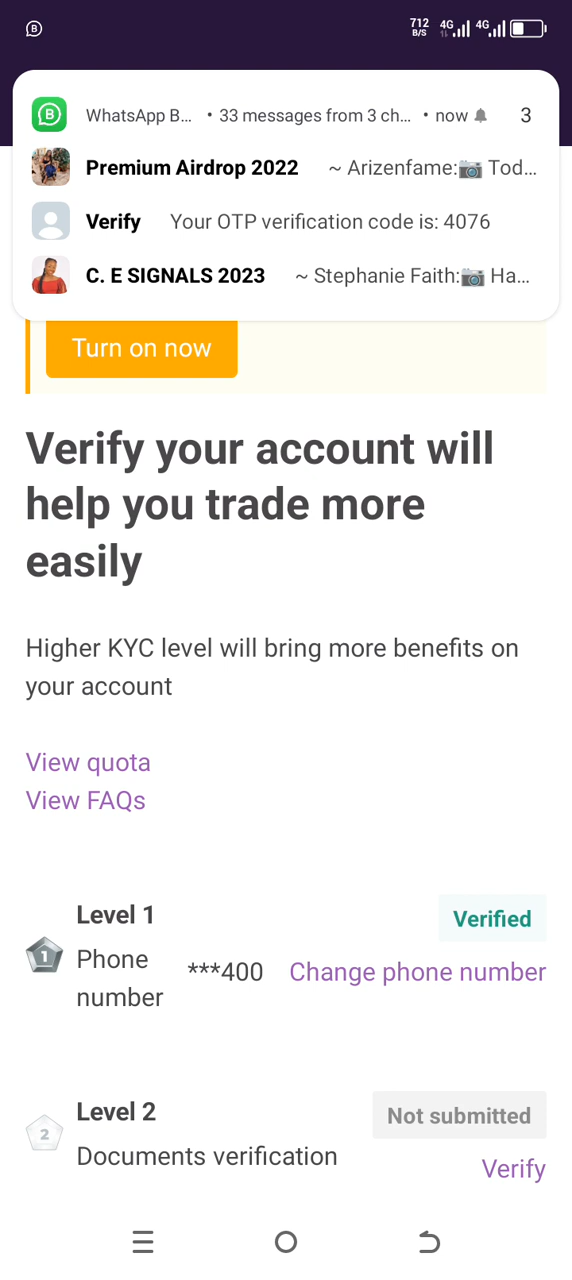 712 B/S 4G 4G
WhatsApp B... • 33 messages from 3 ch... • now 3
Premium Airdrop 2022 ~ Arizenfame:📷 Tod...
Verify Your OTP verification code is: 4076
C. E SIGNALS 2023 ~ Stephanie Faith:📷 Ha...
Turn on now
Verify your account will
help you trade more
easily
Higher KYC level will bring more benefits on
your account
View quota
View FAQs
Level 1 Verified
1 Phone number ***400 Change phone number
Level 2 Not submitted
2 Documents verification
Verify